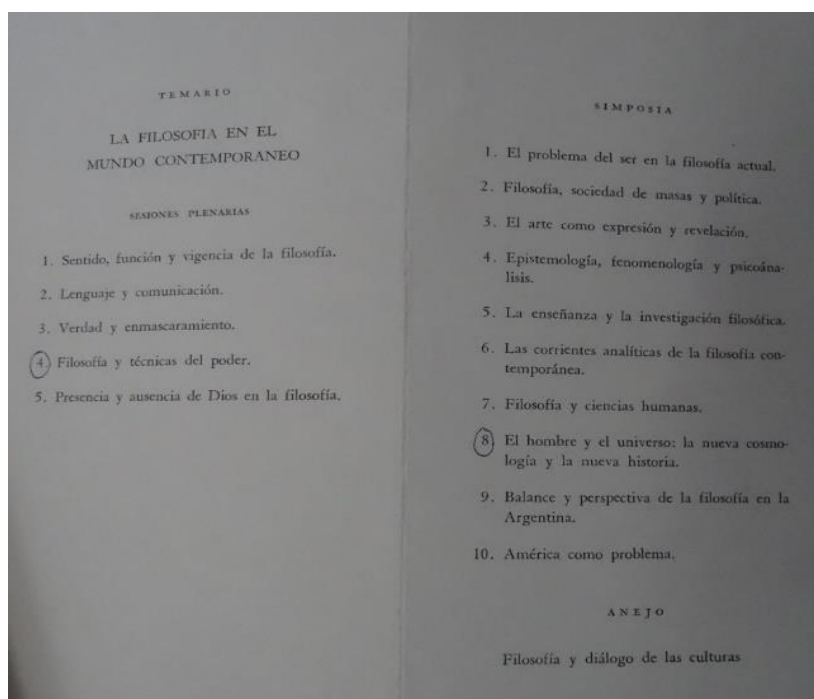 TEMARIO
LA FILOSOFIA EN EL
MUNDO CONTEMPORANEO
SESIONES PLENARIAS
1. Sentido, función y vigencia de la filosofía.
2. Lenguaje y comunicación.
3. Verdad y enmascaramiento.
4. Filosofía y técnicas del poder.
5. Presencia y ausencia de Dios en la filosofía.
SIMPOSIA
1. El problema del ser en la filosofía actual.
2. Filosofía, sociedad de masas y política.
3. El arte como expresión y revelación.
4. Epistemología, fenomenología y psicoáná-
lisis.
5. La enseñanza y la investigación filosófica.
6. Las corrientes analíticas de la filosofía con-
temporánea.
7. Filosofía y ciencias humanas.
8. El hombre y el universo: la nueva cosmo-
logía y la nueva historia.
9. Balance y perspectiva de la filosofía en la
Argentina.
10. América como problema.
ANEJO
Filosofía y diálogo de las culturas